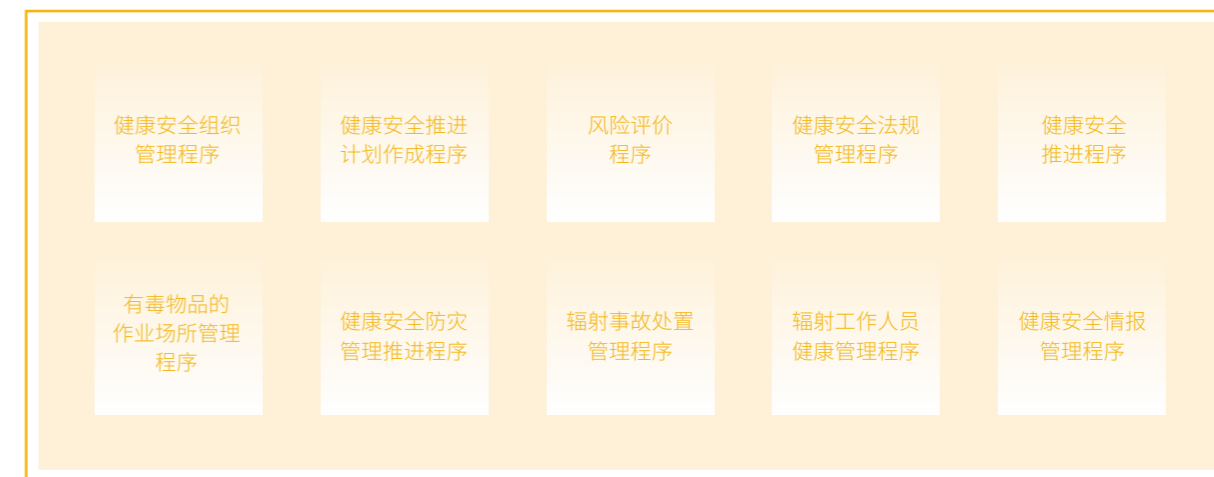 健康安全组织
管理程序
健康安全推进
计划作成程序
风险评价
程序
健康安全法规
管理程序
健康安全
推进程序
有毒物品的
作业场所管理
程序
健康安全防灾
管理推进程序
辐射事故处置
管理程序
辐射工作人员
健康管理程序
健康安全情报
管理程序